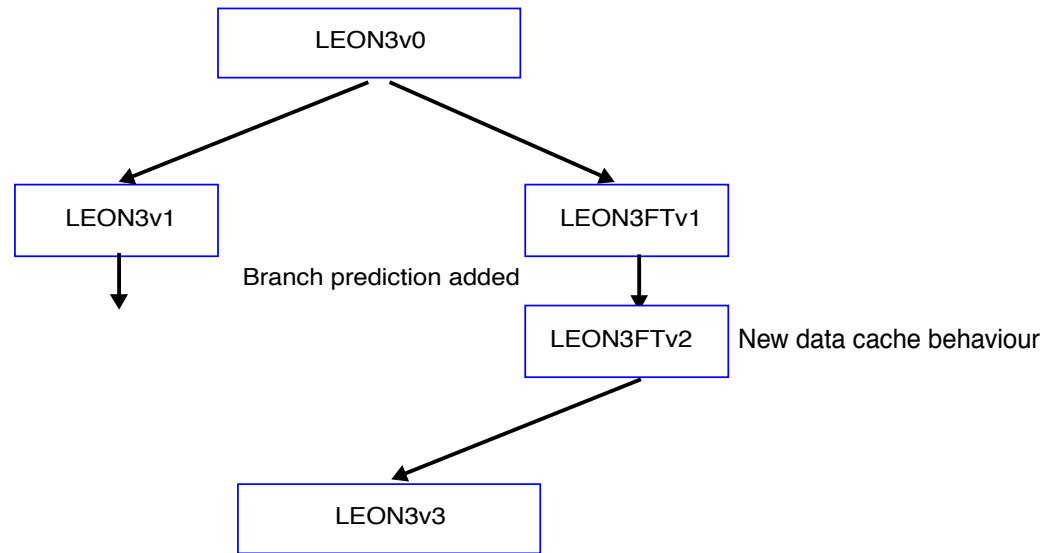 LEON3v0
LEON3v1
LEON3FTv1
Branch prediction added
LEON3FTv2
New data cache behaviour
LEON3v3